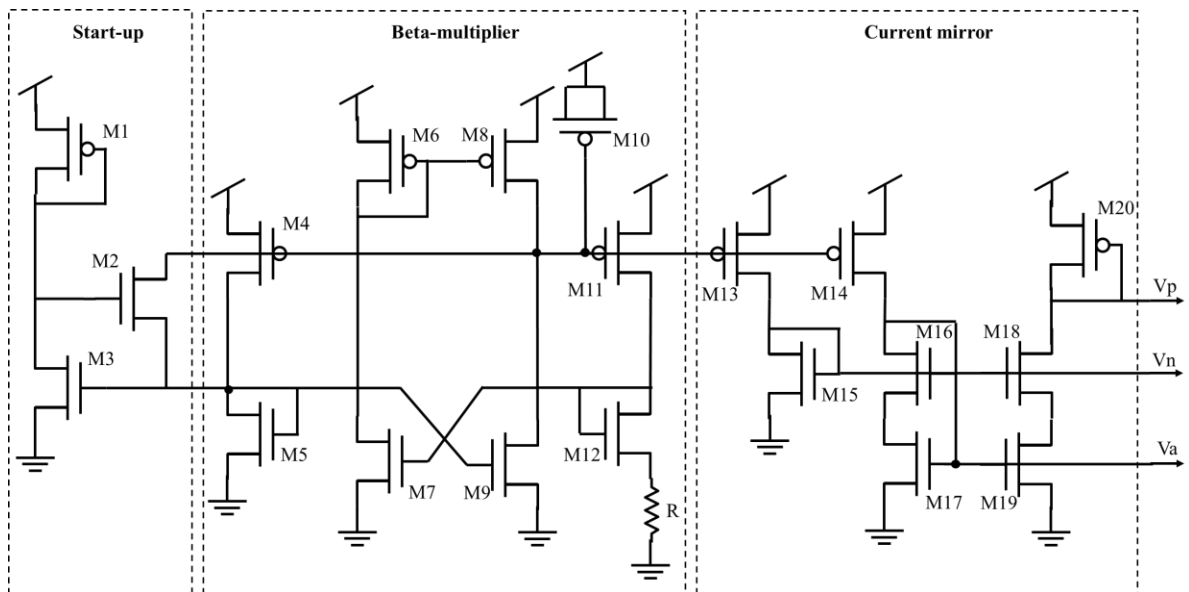 Start-up
Beta-multiplier
Current mirror
M1
M6
M8
M10
M20
M4
M2
M11
M13
M14
Vp
M16
M18
M3
Vn
M15
M5
M12
Va
M7
M9
M17
M19
R